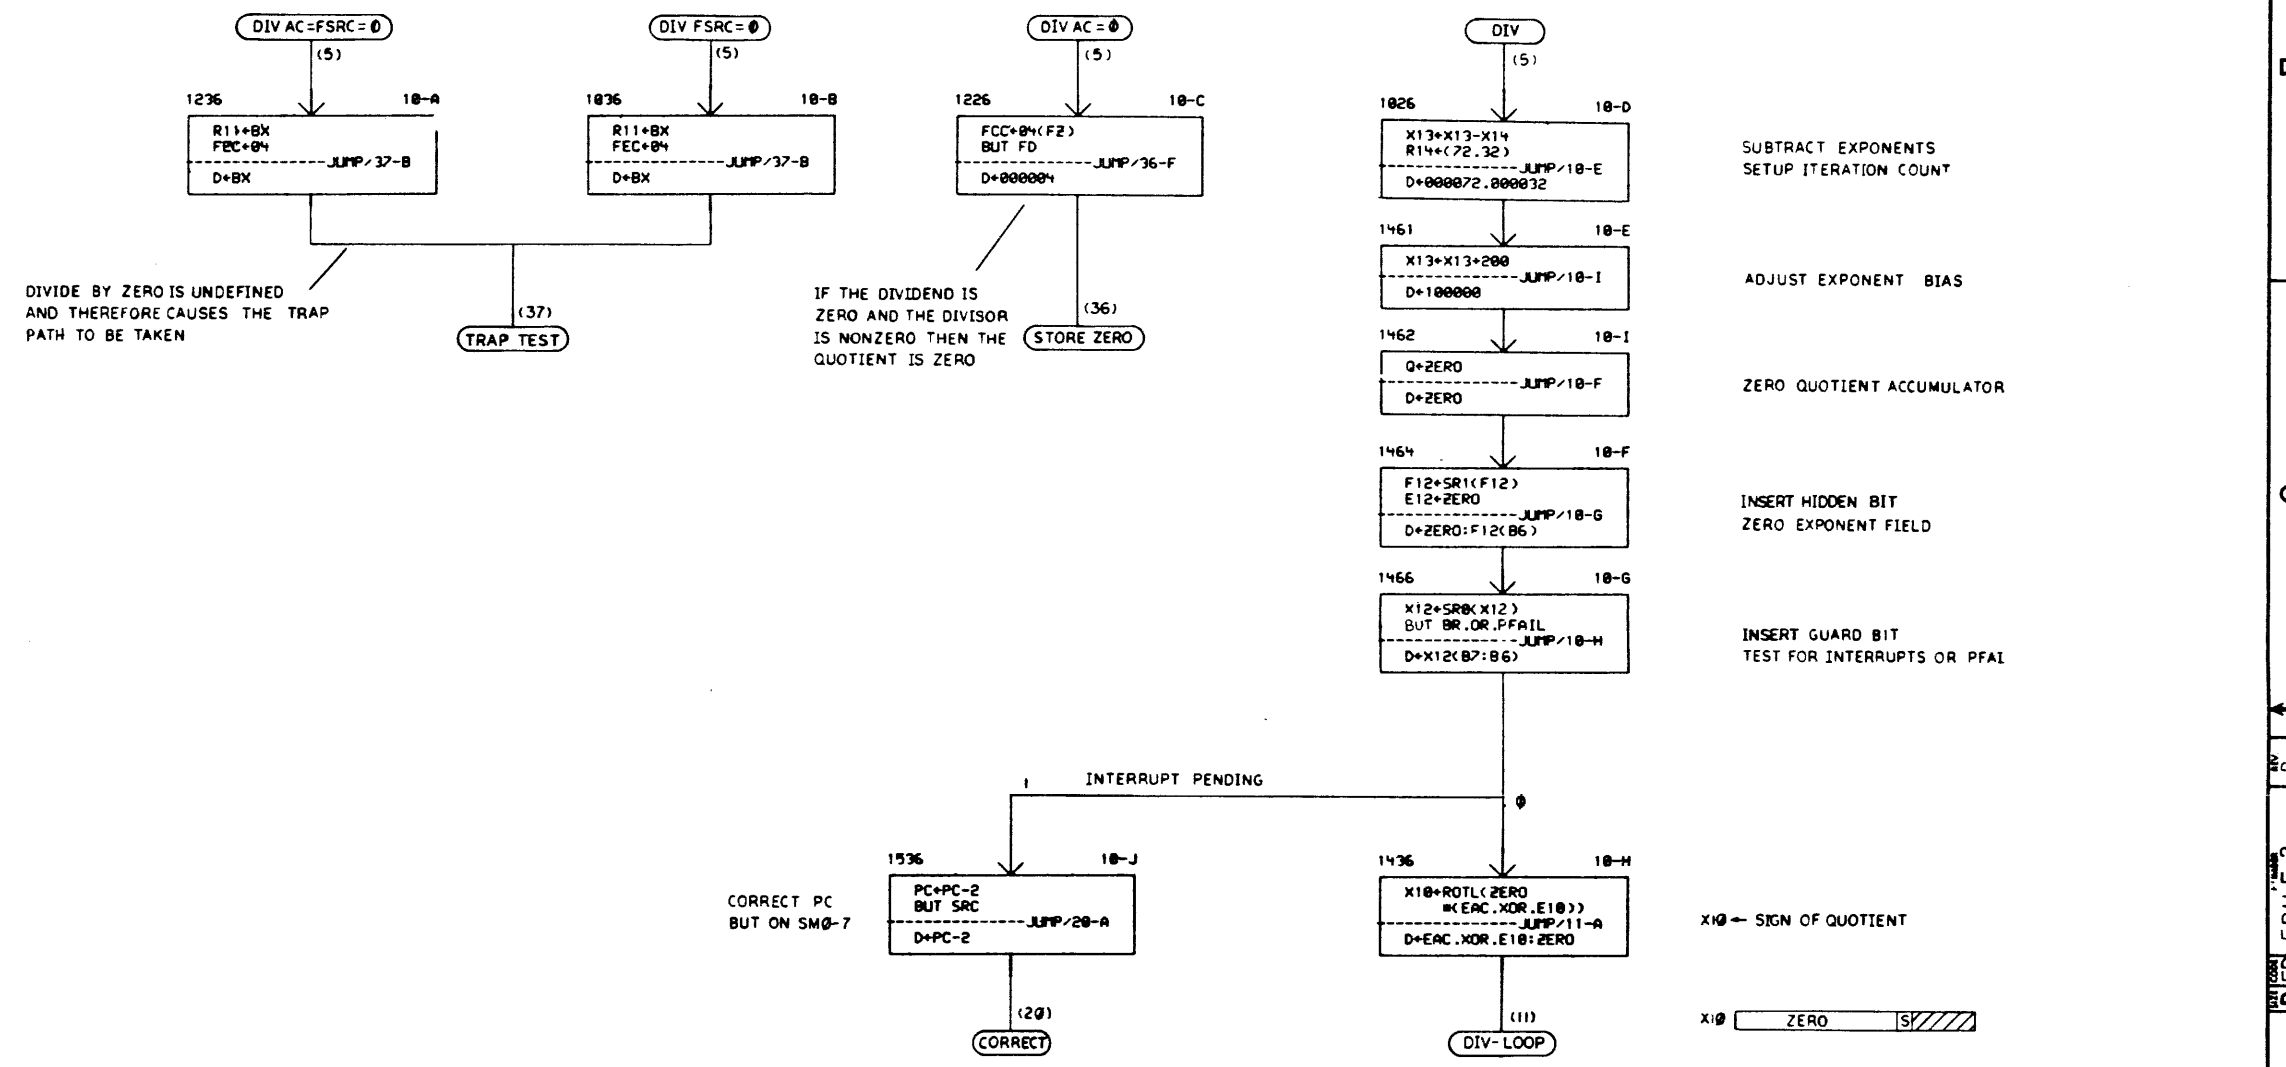 DIV AC=FSRC=0
(5)
1236 10-A
R11←BX
FEC←04
JUMP/37-B
D←BX
DIV FSRC=0
(5)
1036 10-B
R11←BX
FEC←04
JUMP/37-B
D←BX
DIVIDE BY ZERO IS UNDEFINED
AND THEREFORE CAUSES THE TRAP
PATH TO BE TAKEN
(37)
TRAP TEST
DIV AC=0
(5)
1226 10-C
FCC←04(F2)
BUT FD
JUMP/36-F
D←000004
IF THE DIVIDEND IS
ZERO AND THE DIVISOR
IS NONZERO THEN THE
QUOTIENT IS ZERO
(36)
STORE ZERO
DIV
(5)
1026 10-D
X13←X13-X14
R14←(72.32)
JUMP/10-E
D←000072.000032
SUBTRACT EXPONENTS
SETUP ITERATION COUNT
1461 10-E
X13←X13+200
JUMP/10-I
D←100000
ADJUST EXPONENT BIAS
1462 10-I
Q←ZERO
JUMP/10-F
D←ZERO
ZERO QUOTIENT ACCUMULATOR
1464 10-F
F12←SR1(F12)
E12←ZERO
JUMP/10-G
D←ZERO:F12(B6)
INSERT HIDDEN BIT
ZERO EXPONENT FIELD
1466 10-G
X12←SR0(X12)
BUT BR.OR.PFAIL
JUMP/10-H
D←X12(B7:B6)
INSERT GUARD BIT
TEST FOR INTERRUPTS OR PFAI
1 INTERRUPT PENDING
0
1536 10-J
PC←PC-2
BUT SRC
JUMP/20-A
D←PC-2
CORRECT PC
BUT ON SM0-7
(20)
CORRECT
1436 10-H
X10←ROTL(ZERO
■(EAC.XOR.E10))
JUMP/11-A
D←EAC.XOR.E10:ZERO
X10 ← SIGN OF QUOTIENT
(11)
DIV-LOOP
X10 ZERO S